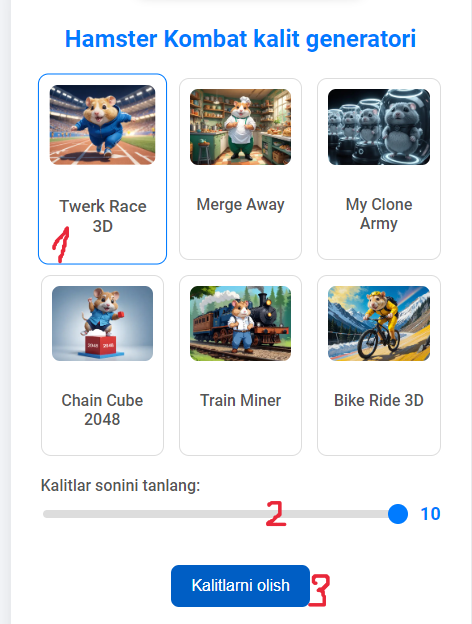 Hamster Kombat kalit generatori
Twerk Race
3D
1
Merge Away
My Clone
Army
Chain Cube
2048
Train Miner
Bike Ride 3D
Kalitlar sonini tanlang:
2
10
Kalitlarni olish
3